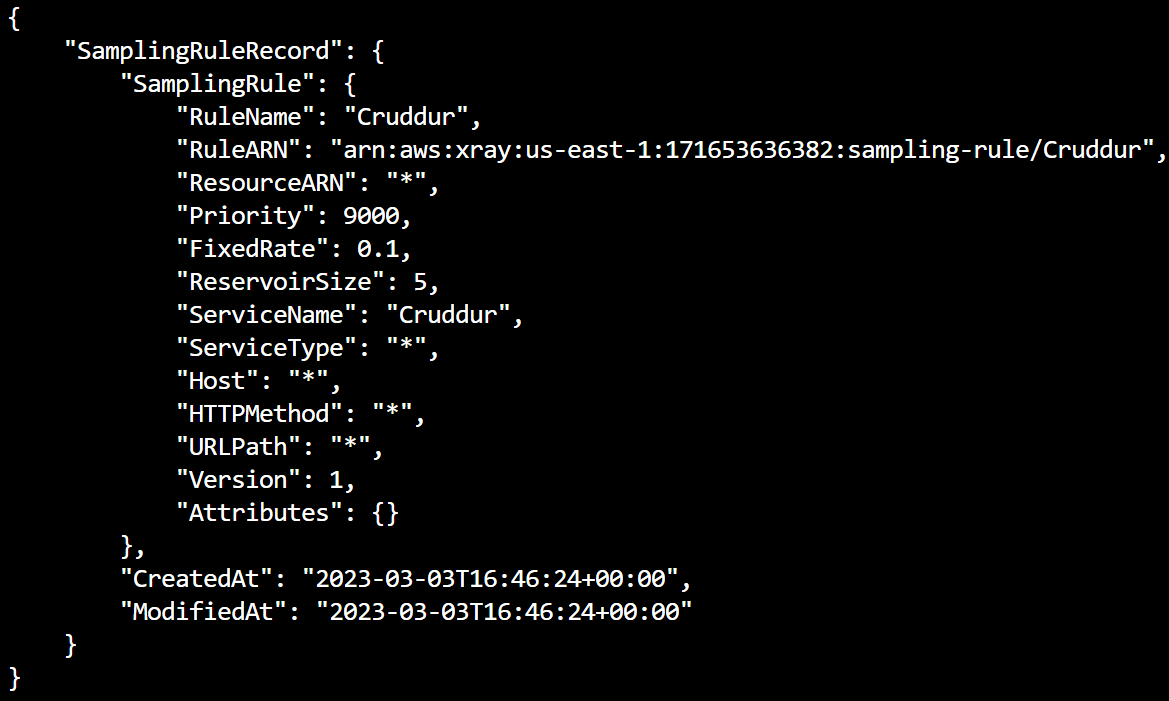 {
    "SamplingRuleRecord": {
        "SamplingRule": {
            "RuleName": "Cruddur",
            "RuleARN": "arn:aws:xray:us-east-1:171653636382:sampling-rule/Cruddur",
            "ResourceARN": "*",
            "Priority": 9000,
            "FixedRate": 0.1,
            "ReservoirSize": 5,
            "ServiceName": "Cruddur",
            "ServiceType": "*",
            "Host": "*",
            "HTTPMethod": "*",
            "URLPath": "*",
            "Version": 1,
            "Attributes": {}
        },
        "CreatedAt": "2023-03-03T16:46:24+00:00",
        "ModifiedAt": "2023-03-03T16:46:24+00:00"
    }
}